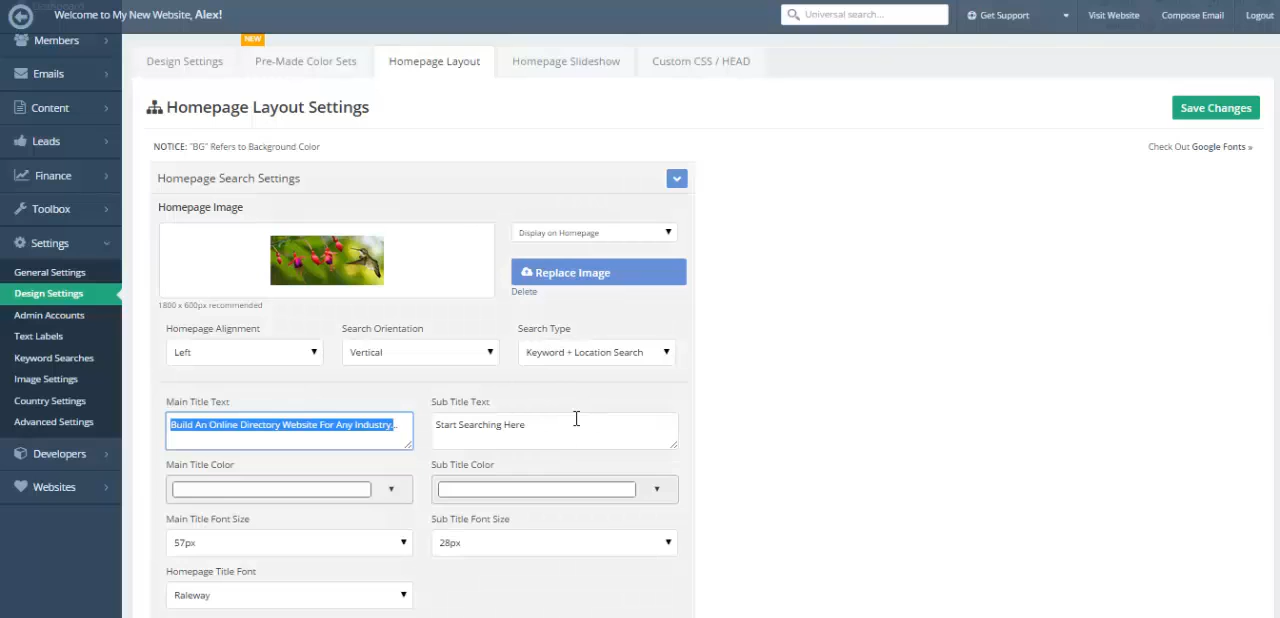 Welcome to My New Website, Alex!
Universal search...
Get Support
Visit Website
Compose Email
Logout
Members
Emails
Content
Leads
Finance
Toolbox
Settings
General Settings
Design Settings
Admin Accounts
Text Labels
Keyword Searches
Image Settings
Country Settings
Advanced Settings
Developers
Websites
NEW
Design Settings
Pre-Made Color Sets
Homepage Layout
Homepage Slideshow
Custom CSS / HEAD
Homepage Layout Settings
Save Changes
NOTICE: "BG" Refers to Background Color
Check Out Google Fonts »
Homepage Search Settings
Homepage Image
Display on Homepage
Replace Image
Delete
1800 x 600px recommended
Homepage Alignment
Search Orientation
Search Type
Left
Vertical
Keyword + Location Search
Main Title Text
Sub Title Text
Build An Online Directory Website For Any Industry..
Start Searching Here
Main Title Color
Sub Title Color
Main Title Font Size
Sub Title Font Size
57px
28px
Homepage Title Font
Raleway